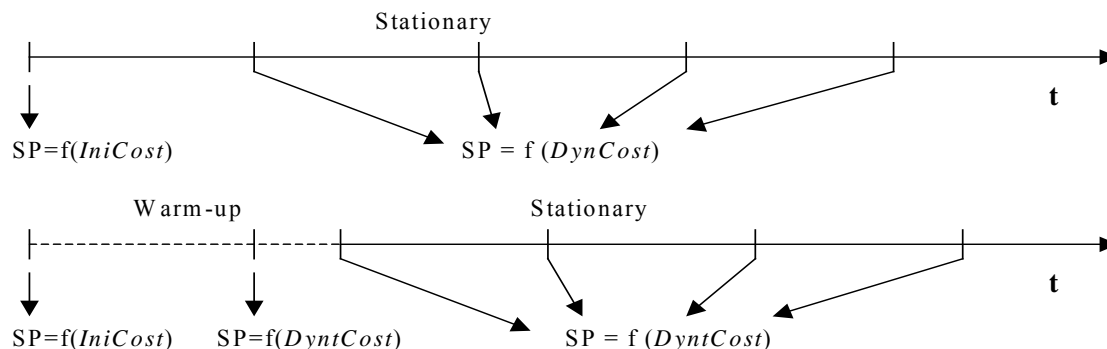 Stationary
t
SP=f(IniCost)
SP = f (DynCost)
Warm-up
Stationary
t
SP=f(IniCost)
SP=f(DyntCost)
SP = f (DyntCost)